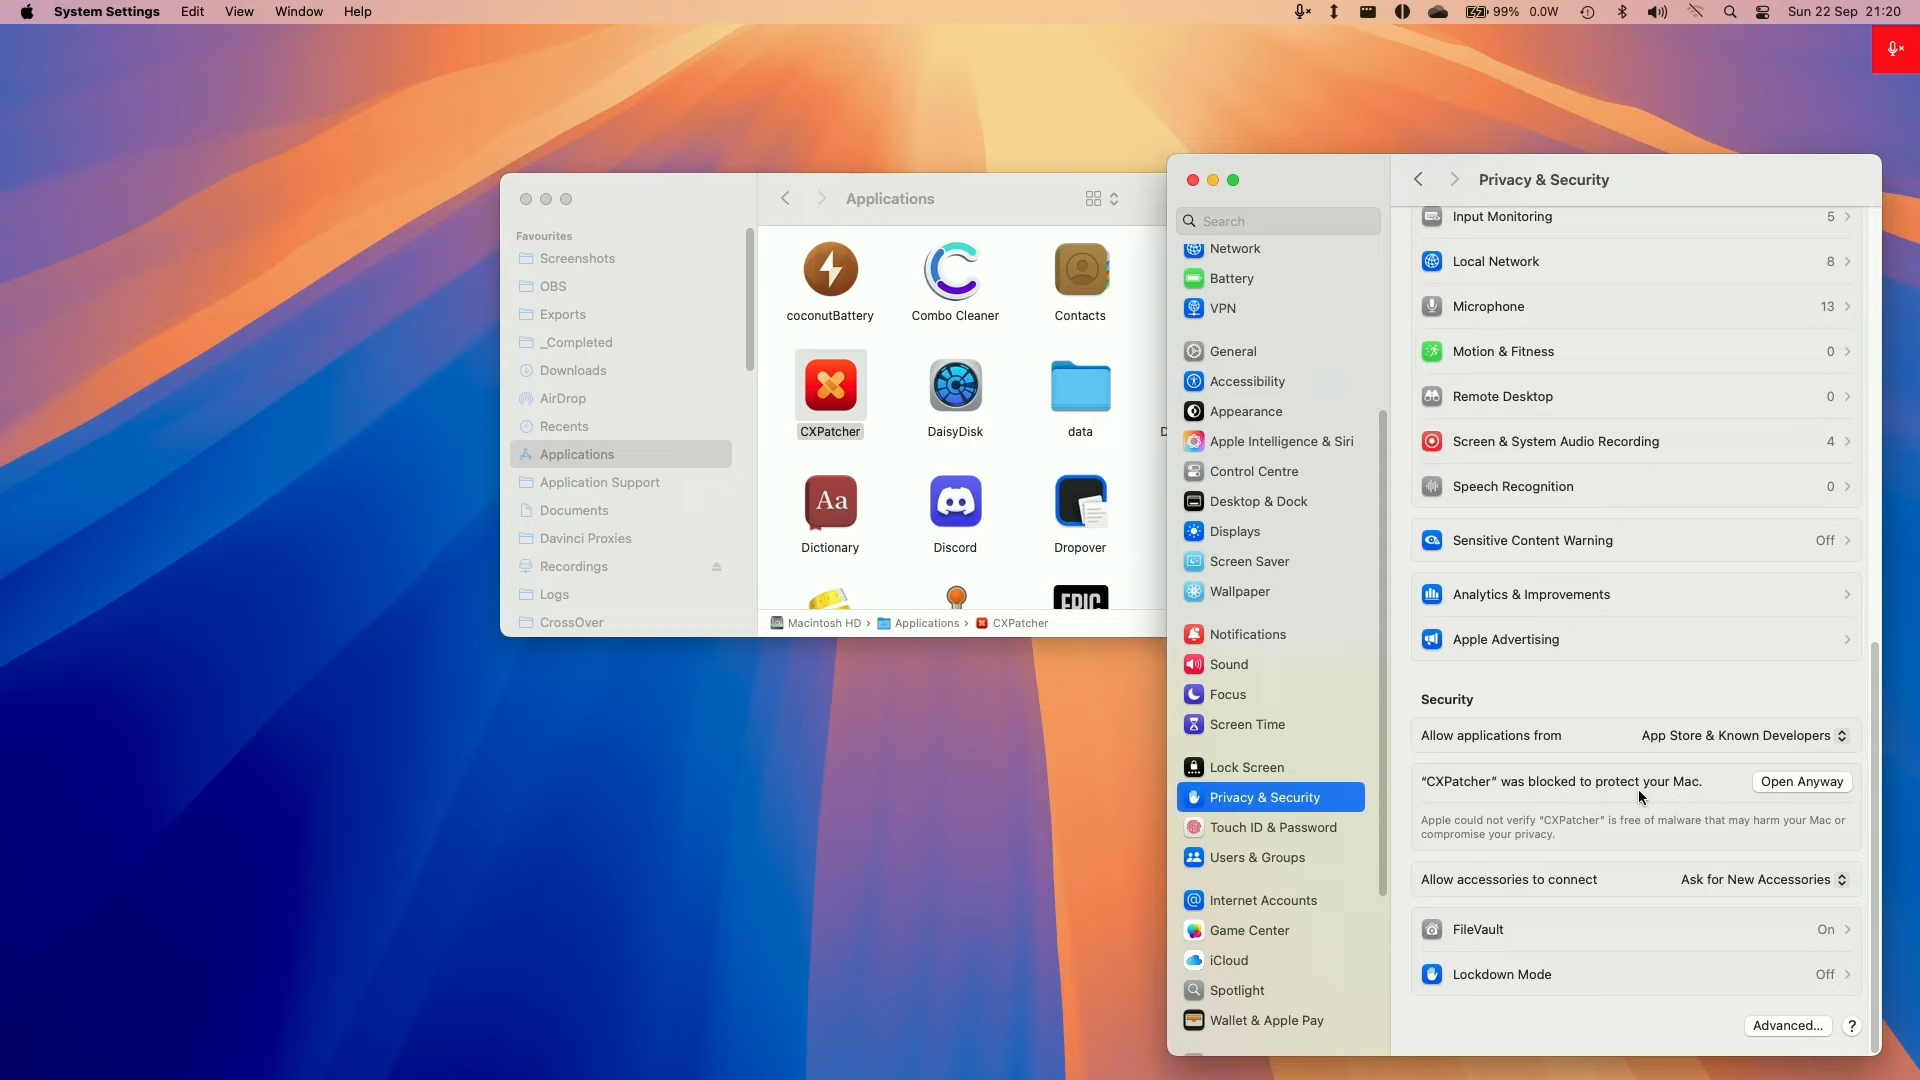 System Settings Edit View Window Help
99% 0.0W Sun 22 Sep 21:20
Applications
Favourites
Screenshots
OBS
Exports
_Completed
Downloads
AirDrop
Recents
Applications
Application Support
Documents
Davinci Proxies
Recordings
Logs
CrossOver
coconutBattery Combo Cleaner Contacts
CXPatcher DaisyDisk data D
Aa
Dictionary Discord Dropover
EPIC
Macintosh HD › Applications › CXPatcher
Search
Network
Battery
VPN
General
Accessibility
Appearance
Apple Intelligence & Siri
Control Centre
Desktop & Dock
Displays
Screen Saver
Wallpaper
Notifications
Sound
Focus
Screen Time
Lock Screen
Privacy & Security
Touch ID & Password
Users & Groups
Internet Accounts
Game Center
iCloud
Spotlight
Wallet & Apple Pay
Privacy & Security
Input Monitoring 5
Local Network 8
Microphone 13
Motion & Fitness 0
Remote Desktop 0
Screen & System Audio Recording 4
Speech Recognition 0
Sensitive Content Warning Off
Analytics & Improvements
Apple Advertising
Security
Allow applications from App Store & Known Developers
“CXPatcher” was blocked to protect your Mac. Open Anyway
Apple could not verify “CXPatcher” is free of malware that may harm your Mac or
compromise your privacy.
Allow accessories to connect Ask for New Accessories
FileVault On
Lockdown Mode Off
Advanced... ?